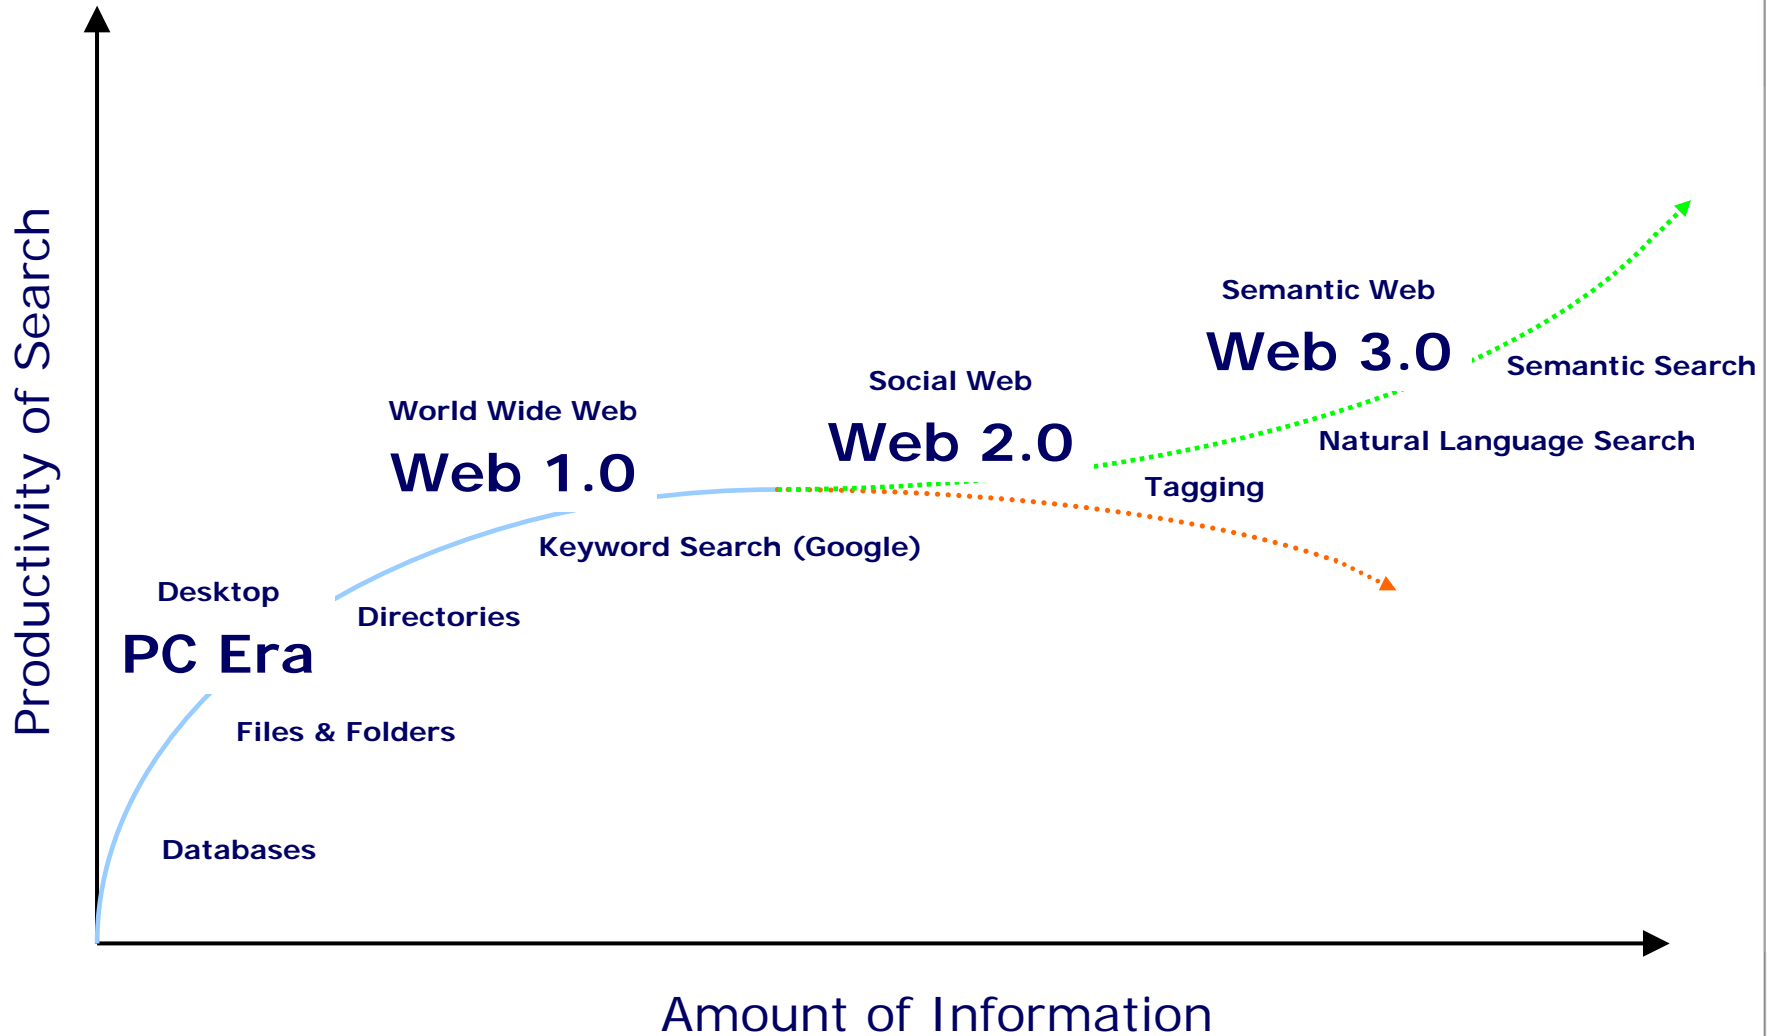 Productivity of Search
Semantic Web
Web 3.0
Semantic Search
Social Web
World Wide Web
Web 2.0
Natural Language Search
Web 1.0
Tagging
Keyword Search (Google)
Desktop
Directories
PC Era
Files & Folders
Databases
Amount of Information